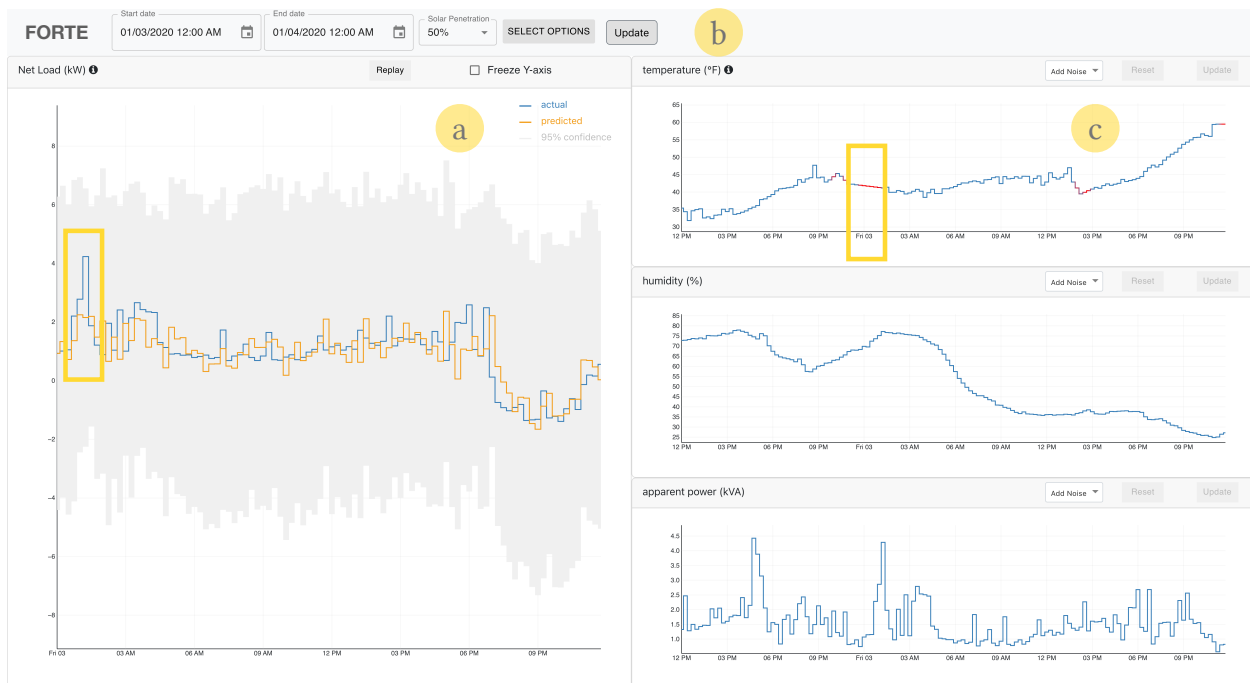 FORTE
Start date
01/03/2020 12:00 AM
End date
01/04/2020 12:00 AM
Solar Penetration
50%
SELECT OPTIONS
Update
b
Net Load (kW)
Replay
Freeze Y-axis
a
actual
predicted
95% confidence
8
6
4
2
0
−2
−4
−6
−8
Fri 03
03 AM
06 AM
09 AM
12 PM
03 PM
06 PM
09 PM
temperature (°F)
Add Noise
Reset
Update
c
65
60
55
50
45
40
35
30
12 PM
03 PM
06 PM
09 PM
Fri 03
03 AM
06 AM
09 AM
12 PM
03 PM
06 PM
09 PM
humidity (%)
Add Noise
Reset
Update
85
80
75
70
65
60
55
50
45
40
35
30
25
12 PM
03 PM
06 PM
09 PM
Fri 03
03 AM
06 AM
09 AM
12 PM
03 PM
06 PM
09 PM
apparent power (kVA)
Add Noise
Reset
Update
4.5
4.0
3.5
3.0
2.5
2.0
1.5
1.0
12 PM
03 PM
06 PM
09 PM
Fri 03
03 AM
06 AM
09 AM
12 PM
03 PM
06 PM
09 PM